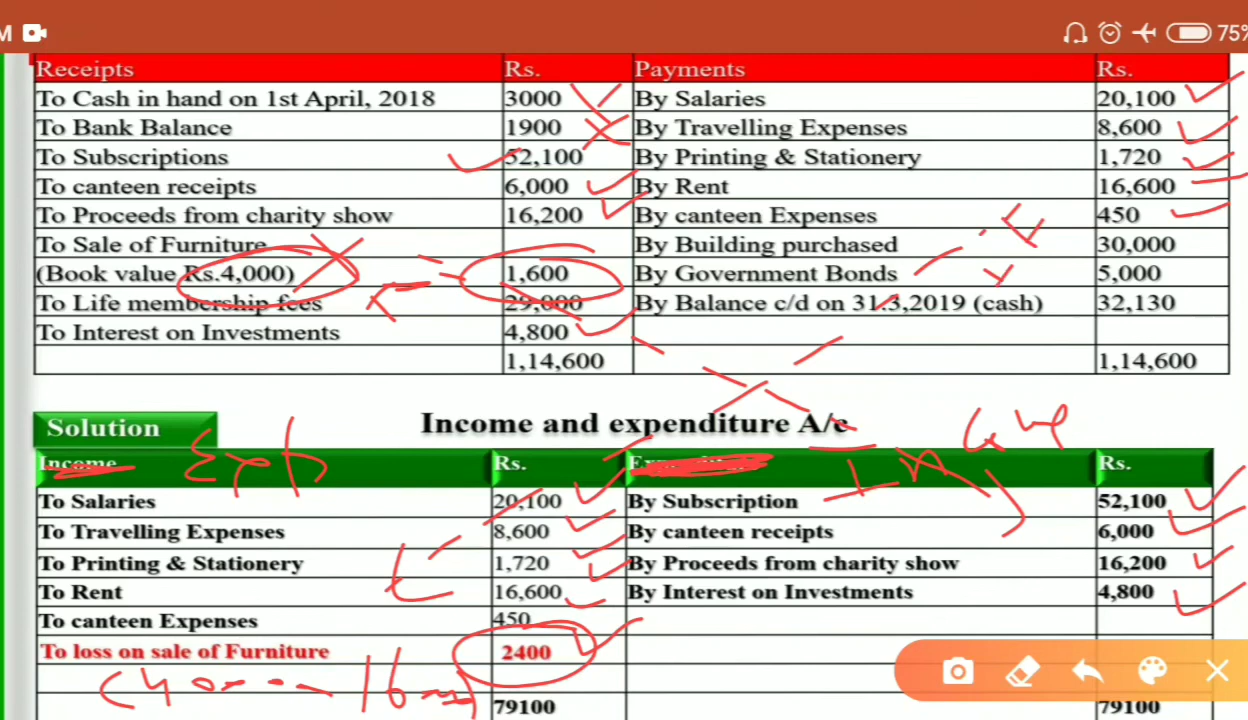 M 75%
Receipts Rs. Payments Rs.
To Cash in hand on 1st April, 2018 3000 By Salaries 20,100
To Bank Balance 1900 By Travelling Expenses 8,600
To Subscriptions 52,100 By Printing & Stationery 1,720
To canteen receipts 6,000 By Rent 16,600
To Proceeds from charity show 16,200 By canteen Expenses 450
To Sale of Furniture By Building purchased 30,000
(Book value Rs.4,000) 1,600 By Government Bonds 5,000
To Life membership fees 29,000 By Balance c/d on 31.3,2019 (cash) 32,130
To Interest on Investments 4,800
1,14,600 1,14,600
Solution Income and expenditure A/c
Income Exp Rs. Rs.
To Salaries 20,100 By Subscription 52,100
To Travelling Expenses 8,600 By canteen receipts 6,000
To Printing & Stationery 1,720 By Proceeds from charity show 16,200
To Rent 16,600 By Interest on Investments 4,800
To canteen Expenses 450
To loss on sale of Furniture 2400
79100 79100